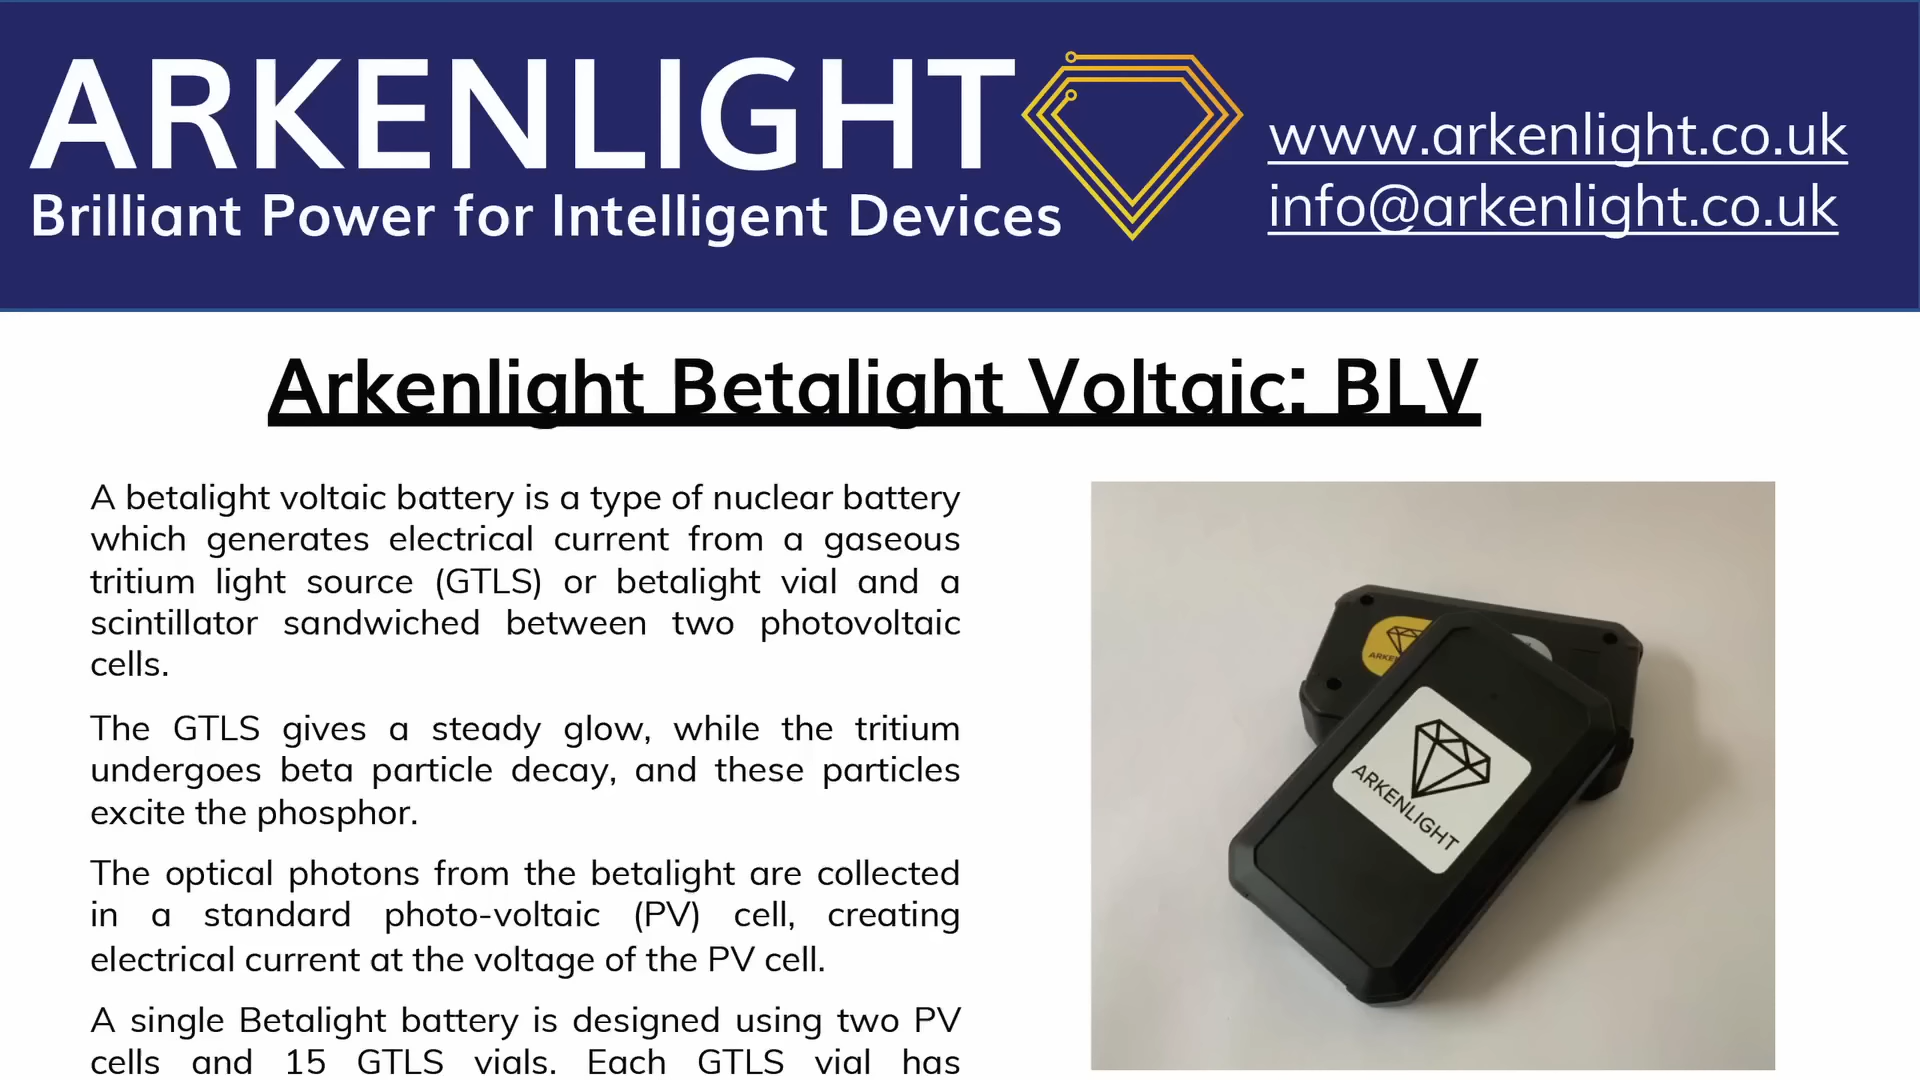 ARKENLIGHT
Brilliant Power for Intelligent Devices
www.arkenlight.co.uk
info@arkenlight.co.uk
Arkenlight Betalight Voltaic: BLV
A betalight voltaic battery is a type of nuclear battery
which generates electrical current from a gaseous
tritium light source (GTLS) or betalight vial and a
scintillator sandwiched between two photovoltaic
cells.
The GTLS gives a steady glow, while the tritium
undergoes beta particle decay, and these particles
excite the phosphor.
The optical photons from the betalight are collected
in a standard photo-voltaic (PV) cell, creating
electrical current at the voltage of the PV cell.
A single Betalight battery is designed using two PV
cells and 15 GTLS vials. Each GTLS vial has
ARKENLIGHT